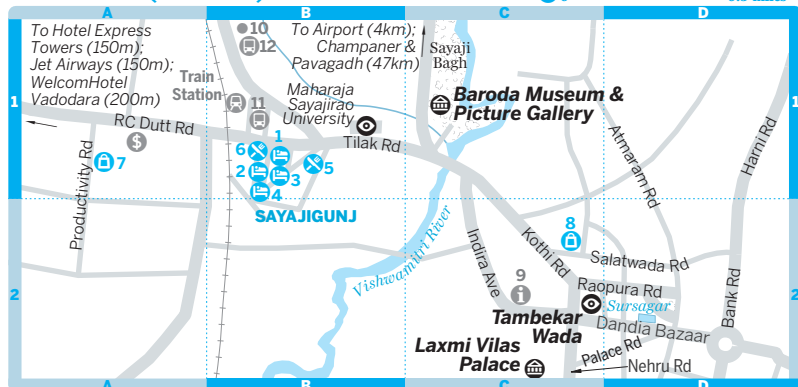 A
B
C
D
To Hotel Express
Towers (150m);
Jet Airways (150m);
WelcomHotel
Vadodara (200m)
10
12
To Airport (4km);
Champaner &
Pavagadh (47km)
Sayaji
Bagh
Train
Station
11
Maharaja
Sayajirao
University
Baroda Museum &
Picture Gallery
1
1
RC Dutt Rd
$
7
Productivity Rd
6
1
2
3
4
5
Tilak Rd
Atmaram Rd
Harni Rd
SAYAJIGUNJ
Vishwamitri River
Indira Ave
Kothi Rd
8
Salatwada Rd
9
i
Raopura Rd
Sursagar
Tambekar
Wada
Dandia Bazaar
Bank Rd
2
2
Laxmi Vilas
Palace
Palace Rd
Nehru Rd
A
B
C
D